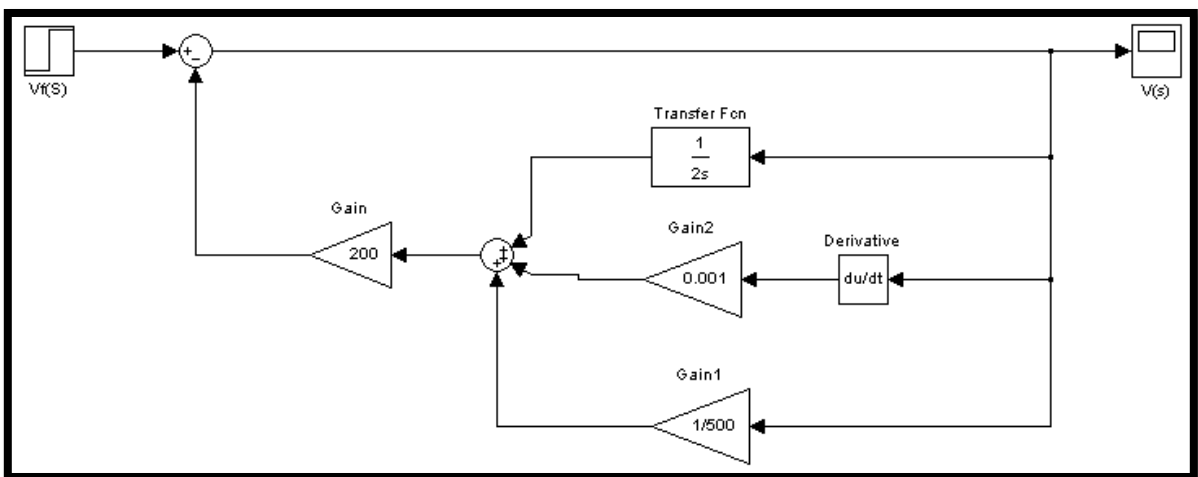 Vf(S)
+
−
V(s)
Transfer Fcn
1
2s
Gain
200
+
+
+
Gain2
0.001
Derivative
du/dt
Gain1
1/500